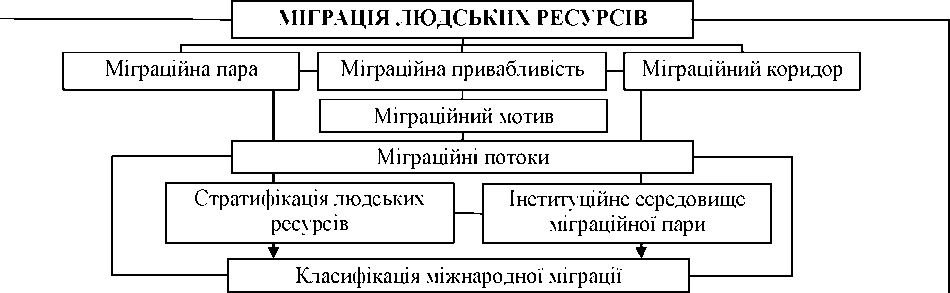 МІГРАЦІЯ ЛЮДСЬКИХ РЕСУРСІВ
Міграційна пара
Міграційна привабливість
Міграційний коридор
Міграційний мотив
Міграційні потоки
Стратифікація людських
ресурсів
Інституційне середовище
міграційної пари
Класифікація міжнародної міграції